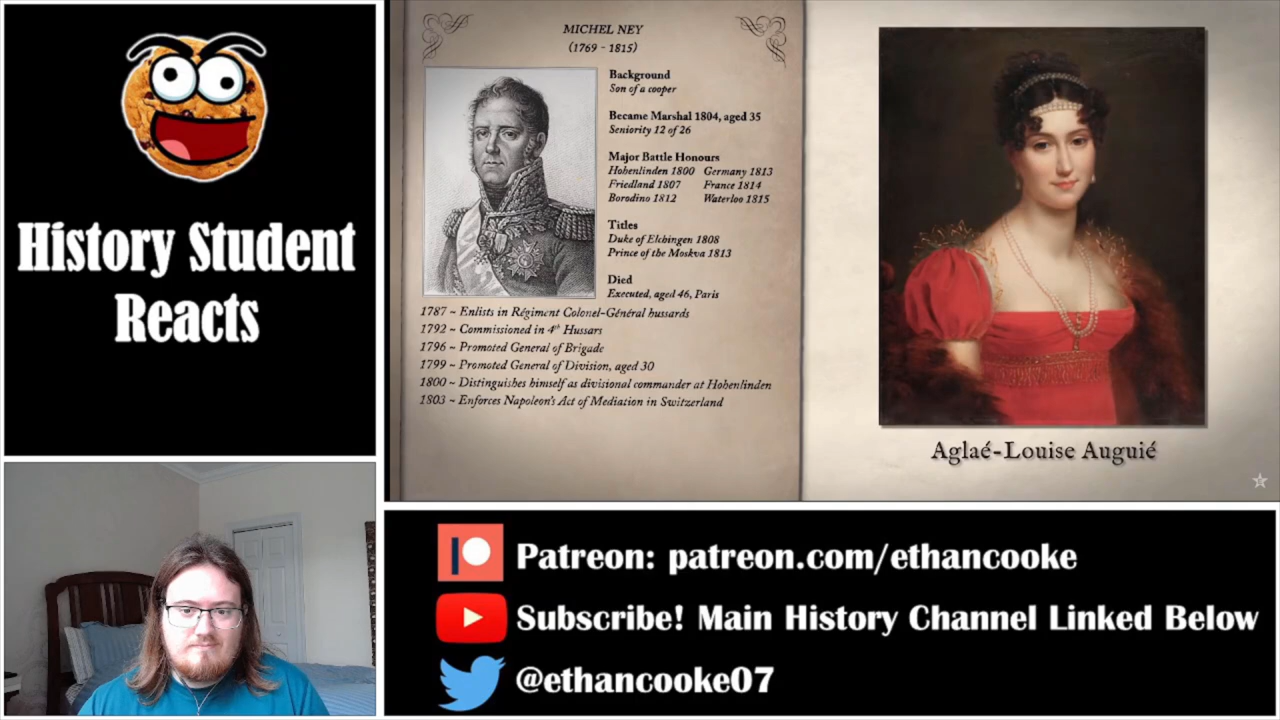 History Student
Reacts
MICHEL NEY
(1769 - 1815)
Background
Son of a cooper
Became Marshal 1804, aged 35
Seniority 12 of 26
Major Battle Honours
Hohenlinden 1800 Germany 1813
Friedland 1807 France 1814
Borodino 1812 Waterloo 1815
Titles
Duke of Elchingen 1808
Prince of the Moskva 1813
Died
Executed, aged 46, Paris
1787 ~ Enlists in Régiment Colonel-Général hussards
1792 ~ Commissioned in 4th Hussars
1796 ~ Promoted General of Brigade
1799 ~ Promoted General of Division, aged 30
1800 ~ Distinguishes himself as divisional commander at Hohenlinden
1803 ~ Enforces Napoleon's Act of Mediation in Switzerland
Aglaé-Louise Auguié
Patreon: patreon.com/ethancooke
Subscribe! Main History Channel Linked Below
@ethancooke07